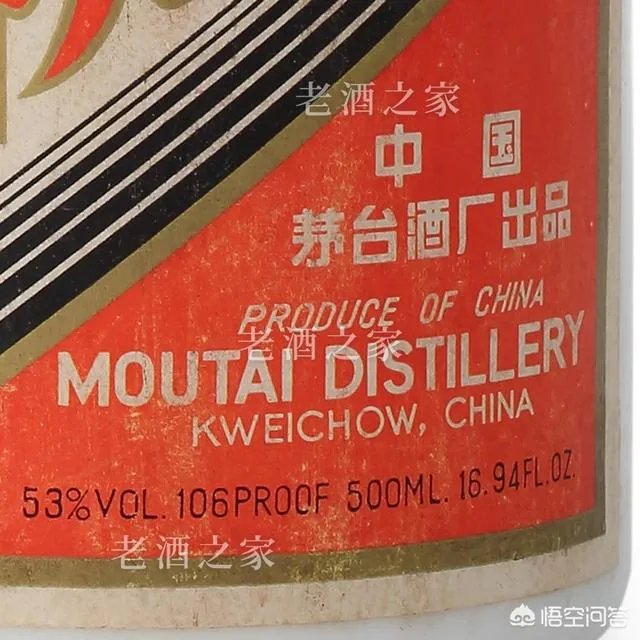 老酒之家
中国
茅台酒厂出品
PRODUCE OF CHINA
老酒之家
MOUTAI DISTILLERY
KWEICHOW, CHINA
53%VOL. 106PROOF 500ML. 16.94FL.OZ.
老酒之家
悟空问答